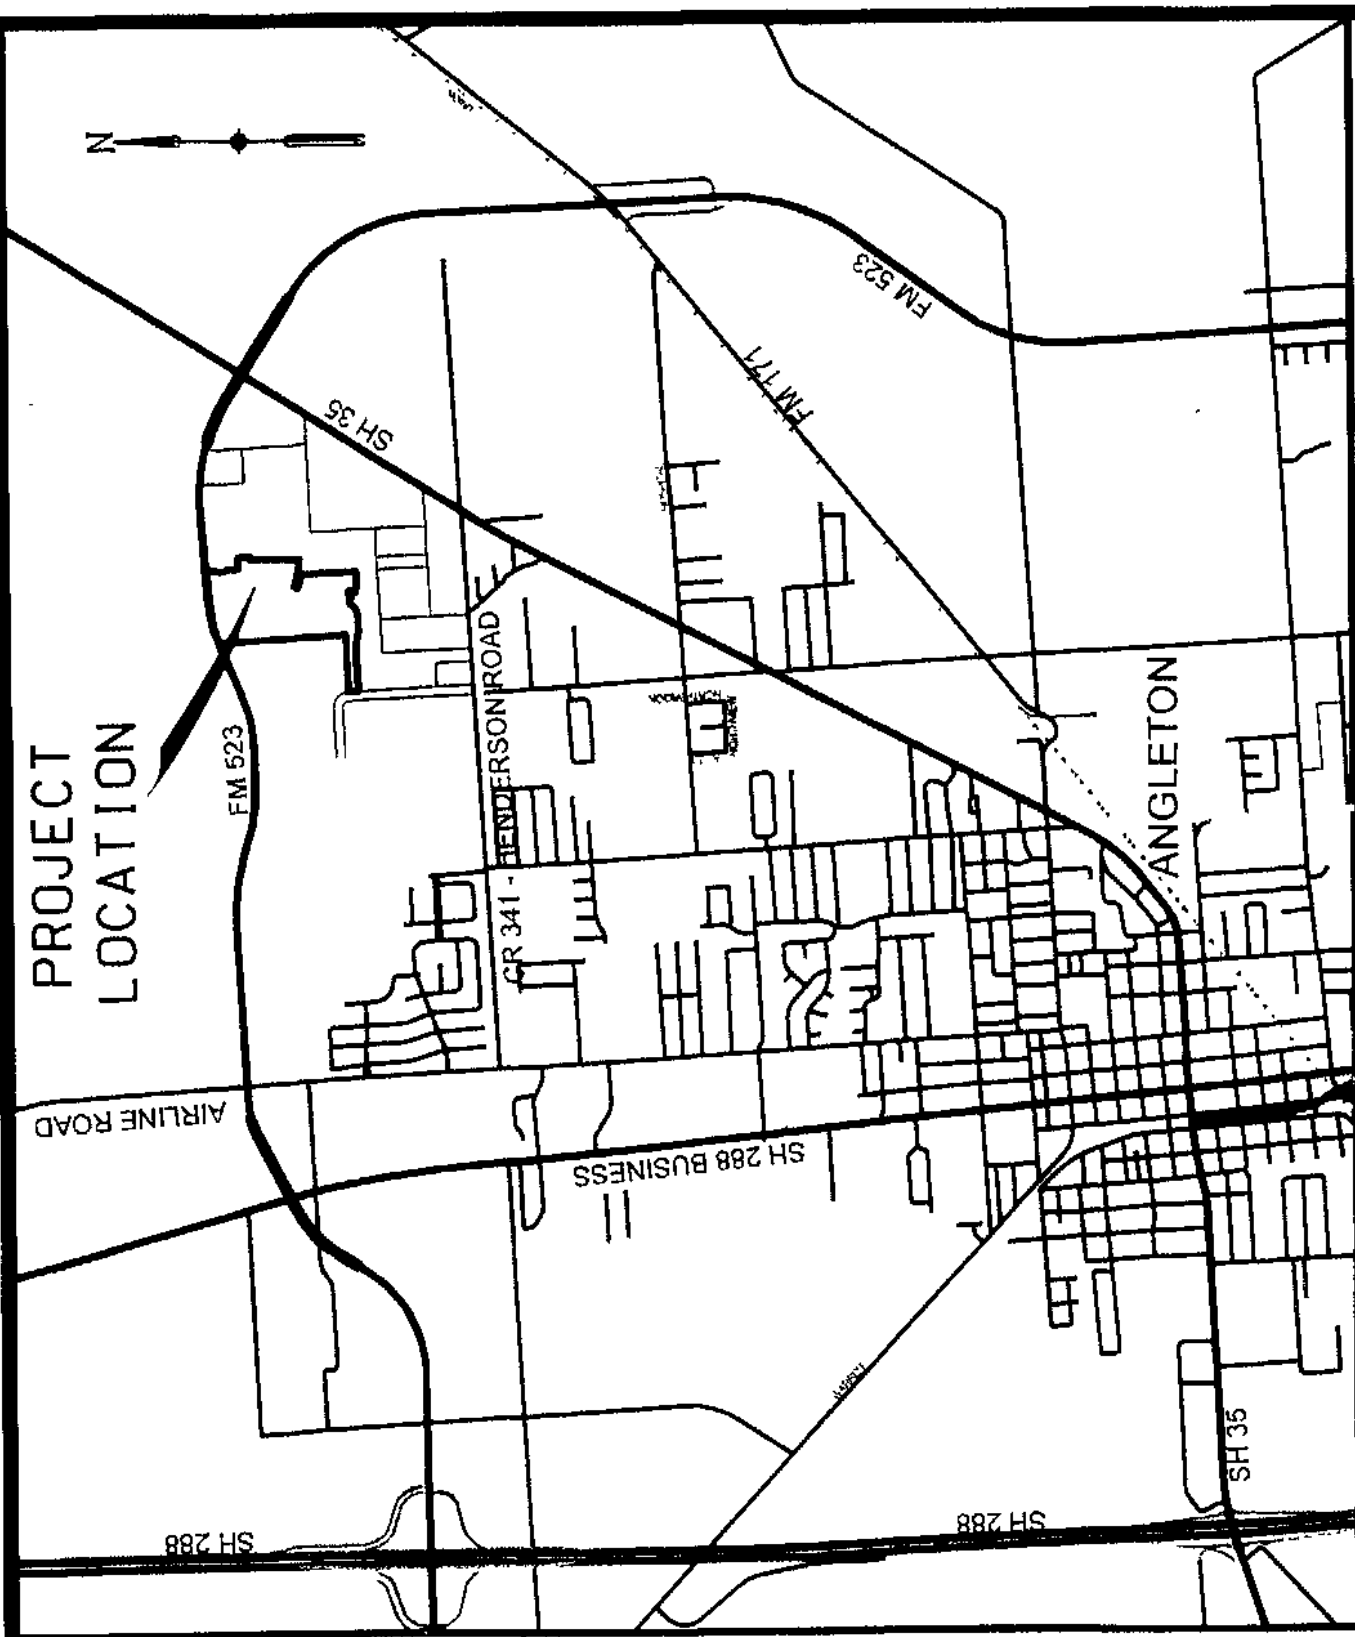 N
PROJECT
LOCATION
FM 523
SH 35
FM 523
FM 171
CR 341 - HENDERSON ROAD
AIRLINE ROAD
SH 288 BUSINESS
ANGLETON
SH 288
SH 288
SH 35